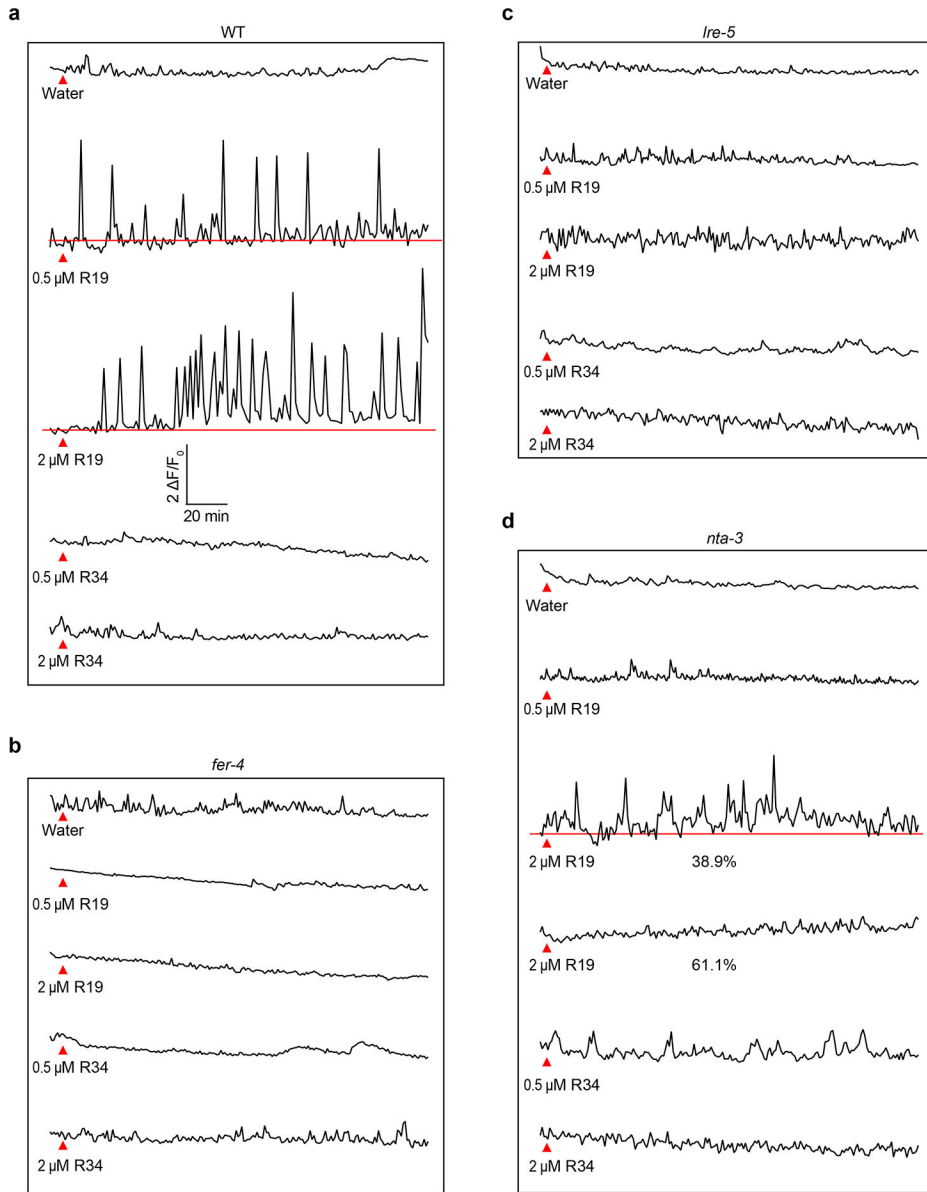 a
WT
Water
0.5 µM R19
2 µM R19
2 ΔF/F0
20 min
0.5 µM R34
2 µM R34
b
fer-4
Water
0.5 µM R19
2 µM R19
0.5 µM R34
2 µM R34
c
lre-5
Water
0.5 µM R19
2 µM R19
0.5 µM R34
2 µM R34
d
nta-3
Water
0.5 µM R19
2 µM R19 38.9%
2 µM R19 61.1%
0.5 µM R34
2 µM R34